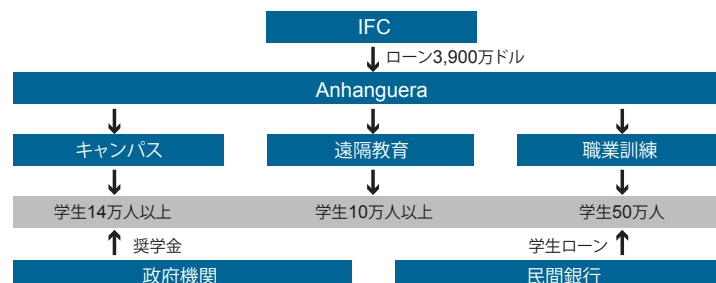 IFC
ローン3,900万ドル
Anhanguera
キャンパス
遠隔教育
職業訓練
学生14万人以上
学生10万人以上
学生50万人
奨学金
学生ローン
政府機関
民間銀行